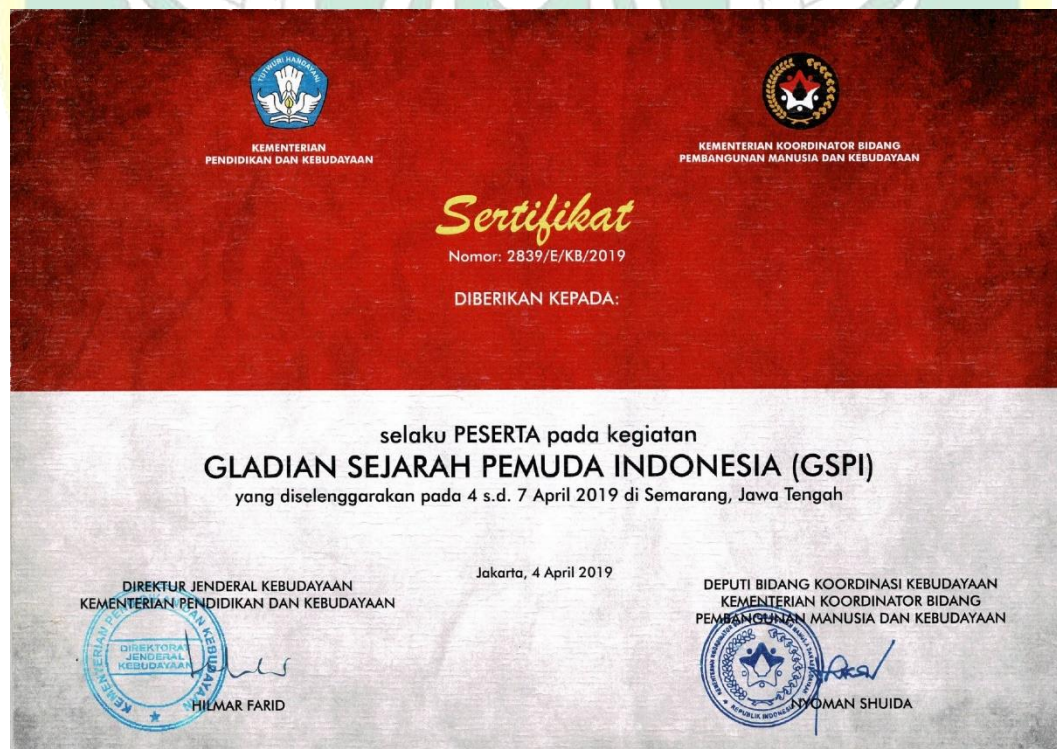 TUTWURI HANDAYANI
KEMENTERIAN
PENDIDIKAN DAN KEBUDAYAAN
KEMENTERIAN KOORDINATOR BIDANG
PEMBANGUNAN MANUSIA DAN KEBUDAYAAN
Sertifikat
Nomor: 2839/E/KB/2019
DIBERIKAN KEPADA:
selaku PESERTA pada kegiatan
GLADIAN SEJARAH PEMUDA INDONESIA (GSPI)
yang diselenggarakan pada 4 s.d. 7 April 2019 di Semarang, Jawa Tengah
Jakarta, 4 April 2019
DIREKTUR JENDERAL KEBUDAYAAN
KEMENTERIAN PENDIDIKAN DAN KEBUDAYAAN
DIREKTORAT
JENDERAL
KEBUDAYAAN
HILMAR FARID
DEPUTI BIDANG KOORDINASI KEBUDAYAAN
KEMENTERIAN KOORDINATOR BIDANG
PEMBANGUNAN MANUSIA DAN KEBUDAYAAN
REPUBLIK INDONESIA
NYOMAN SHUIDA